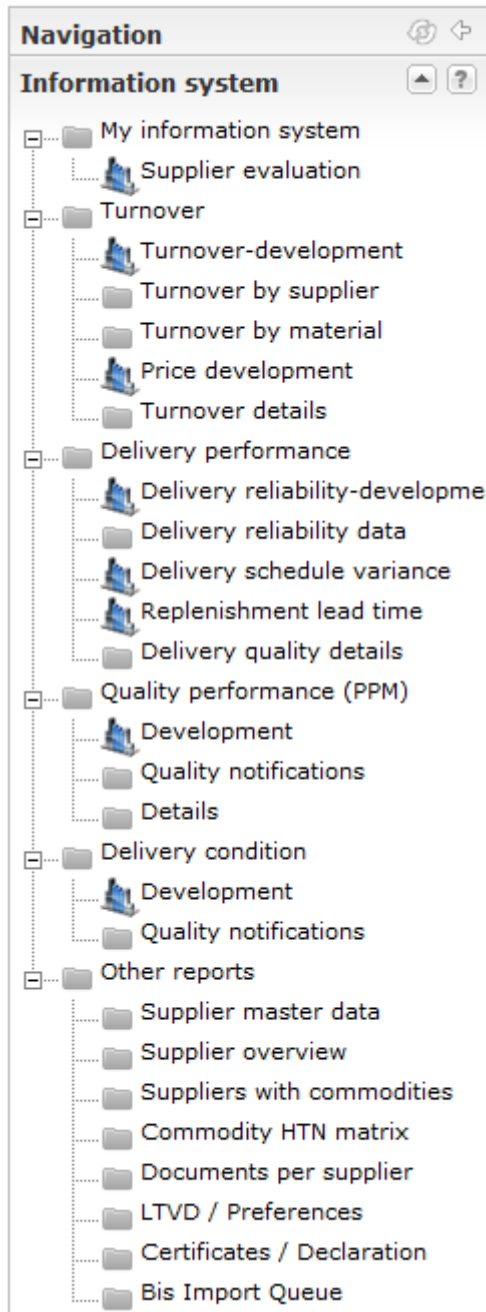 Navigation
Information system
?
My information system
Supplier evaluation
Turnover
Turnover-development
Turnover by supplier
Turnover by material
Price development
Turnover details
Delivery performance
Delivery reliability-developme
Delivery reliability data
Delivery schedule variance
Replenishment lead time
Delivery quality details
Quality performance (PPM)
Development
Quality notifications
Details
Delivery condition
Development
Quality notifications
Other reports
Supplier master data
Supplier overview
Suppliers with commodities
Commodity HTN matrix
Documents per supplier
LTVD / Preferences
Certificates / Declaration
Bis Import Queue